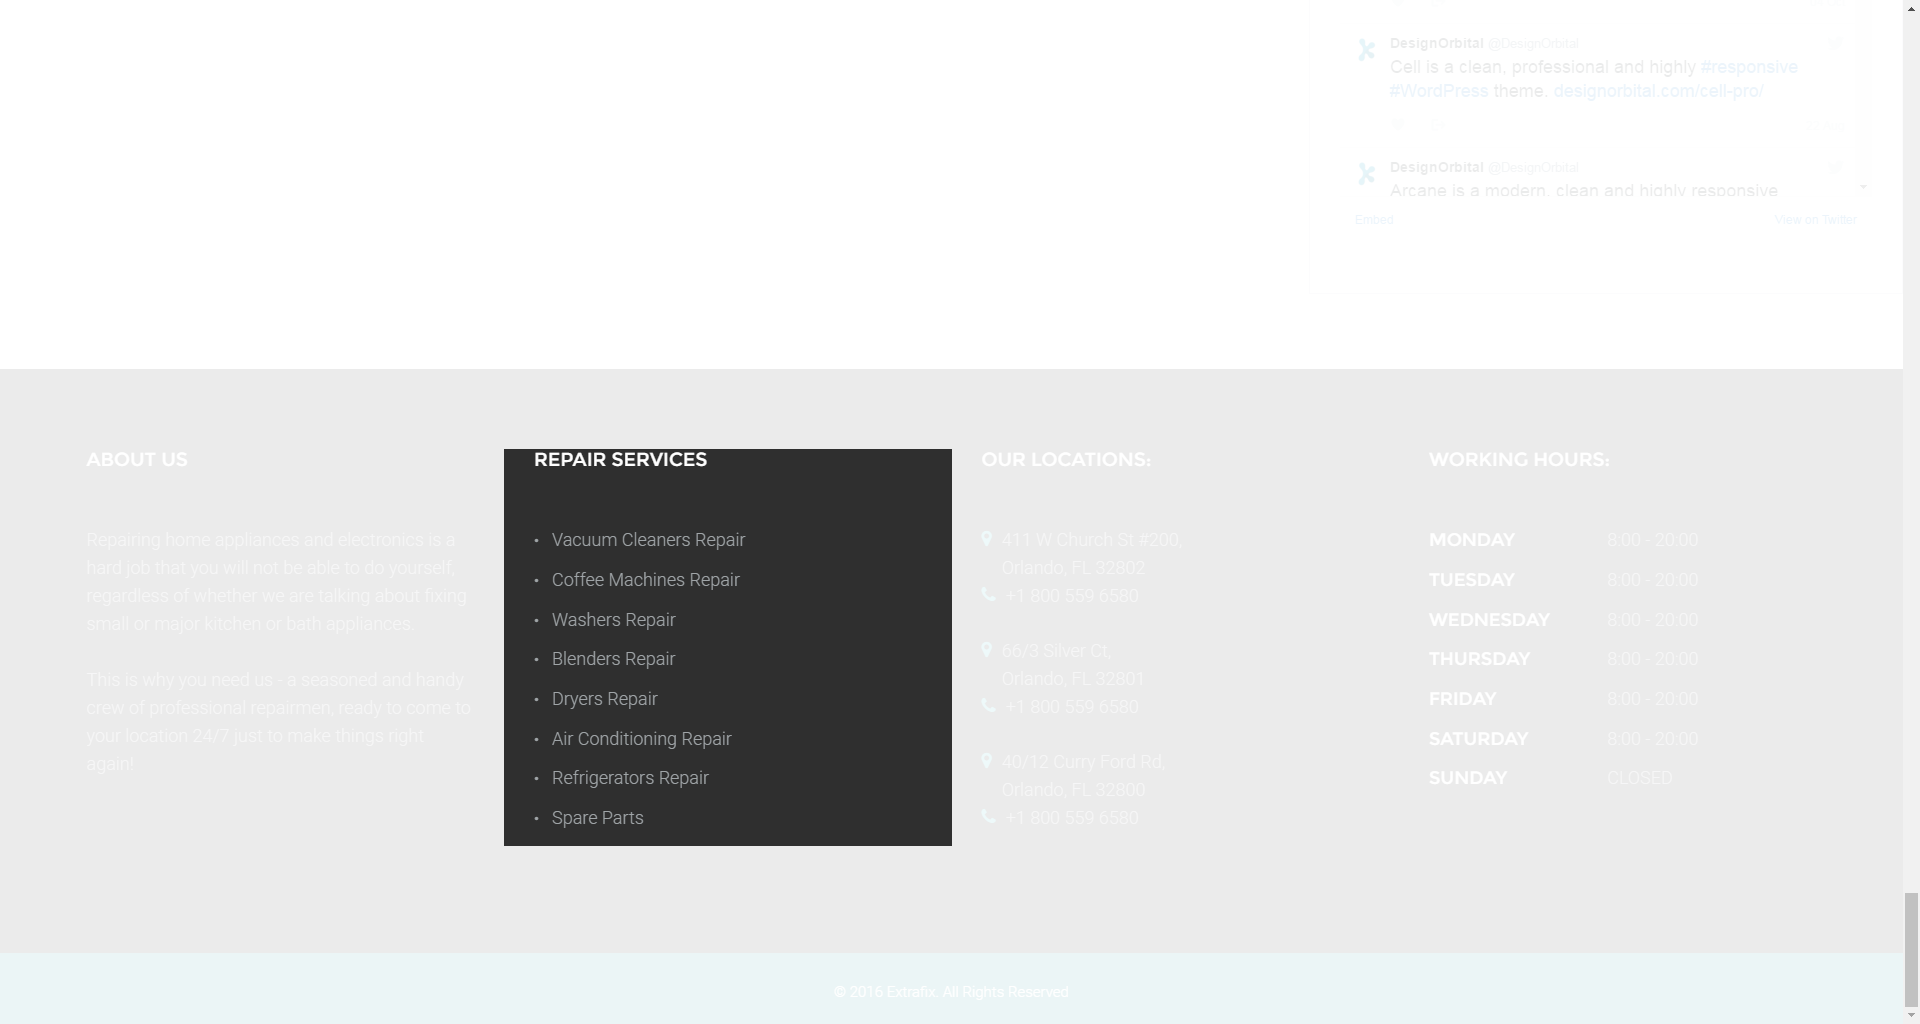 DesignOrbital @DesignOrbital
Cell is a clean, professional and highly #responsive
#WordPress theme. designorbital.com/cell-pro/
DesignOrbital @DesignOrbital
Arcane is a modern, clean and highly responsive
Embed
View on Twitter
ABOUT US
Repairing home appliances and electronics is a
hard job that you will not be able to do yourself,
regardless of whether we are talking about fixing
small or major kitchen or bath appliances.
This is why you need us - a seasoned and handy
crew of professional repairmen, ready to come to
your location 24/7 just to make things right
again!
REPAIR SERVICES
• Vacuum Cleaners Repair
• Coffee Machines Repair
• Washers Repair
• Blenders Repair
• Dryers Repair
• Air Conditioning Repair
• Refrigerators Repair
• Spare Parts
OUR LOCATIONS:
411 W Church St #200,
Orlando, FL 32802
+1 800 559 6580
66/3 Silver Ct,
Orlando, FL 32801
+1 800 559 6580
40/12 Curry Ford Rd,
Orlando, FL 32800
+1 800 559 6580
WORKING HOURS:
MONDAY 8:00 - 20:00
TUESDAY 8:00 - 20:00
WEDNESDAY 8:00 - 20:00
THURSDAY 8:00 - 20:00
FRIDAY 8:00 - 20:00
SATURDAY 8:00 - 20:00
SUNDAY CLOSED
© 2016 Extrafix. All Rights Reserved